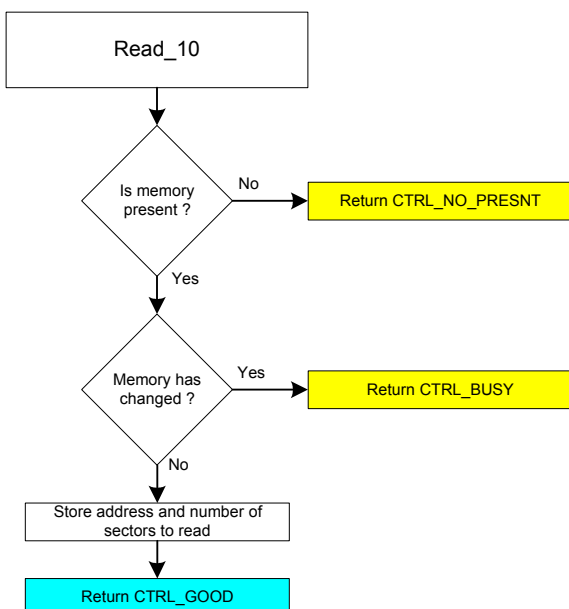 Read_10
Is memory
present ?
No
Return CTRL_NO_PRESNT
Yes
Memory has
changed ?
Yes
Return CTRL_BUSY
No
Store address and number of
sectors to read
Return CTRL_GOOD